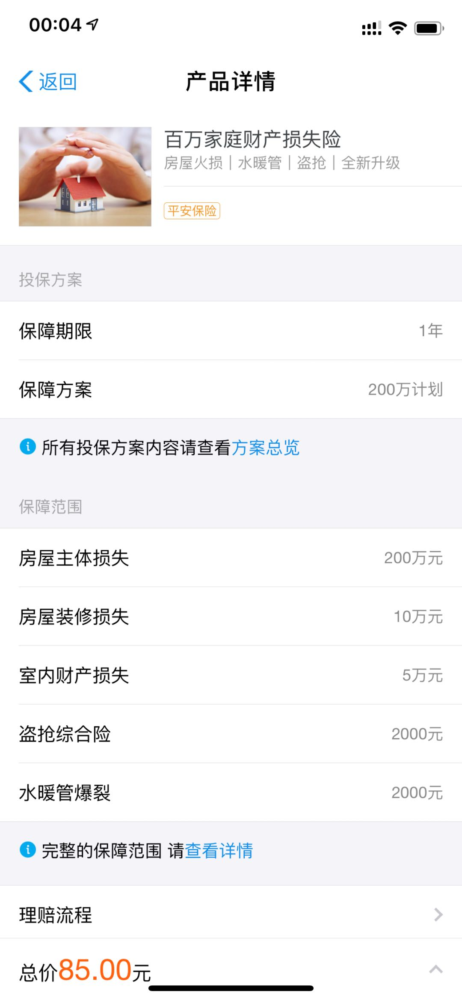 00:04
返回
产品详情
百万家庭财产损失险
房屋火损｜水暖管｜盗抢｜全新升级
平安保险
投保方案
保障期限 1年
保障方案 200万计划
所有投保方案内容请查看方案总览
保障范围
房屋主体损失 200万元
房屋装修损失 10万元
室内财产损失 5万元
盗抢综合险 2000元
水暖管爆裂 2000元
完整的保障范围 请查看详情
理赔流程
总价85.00元